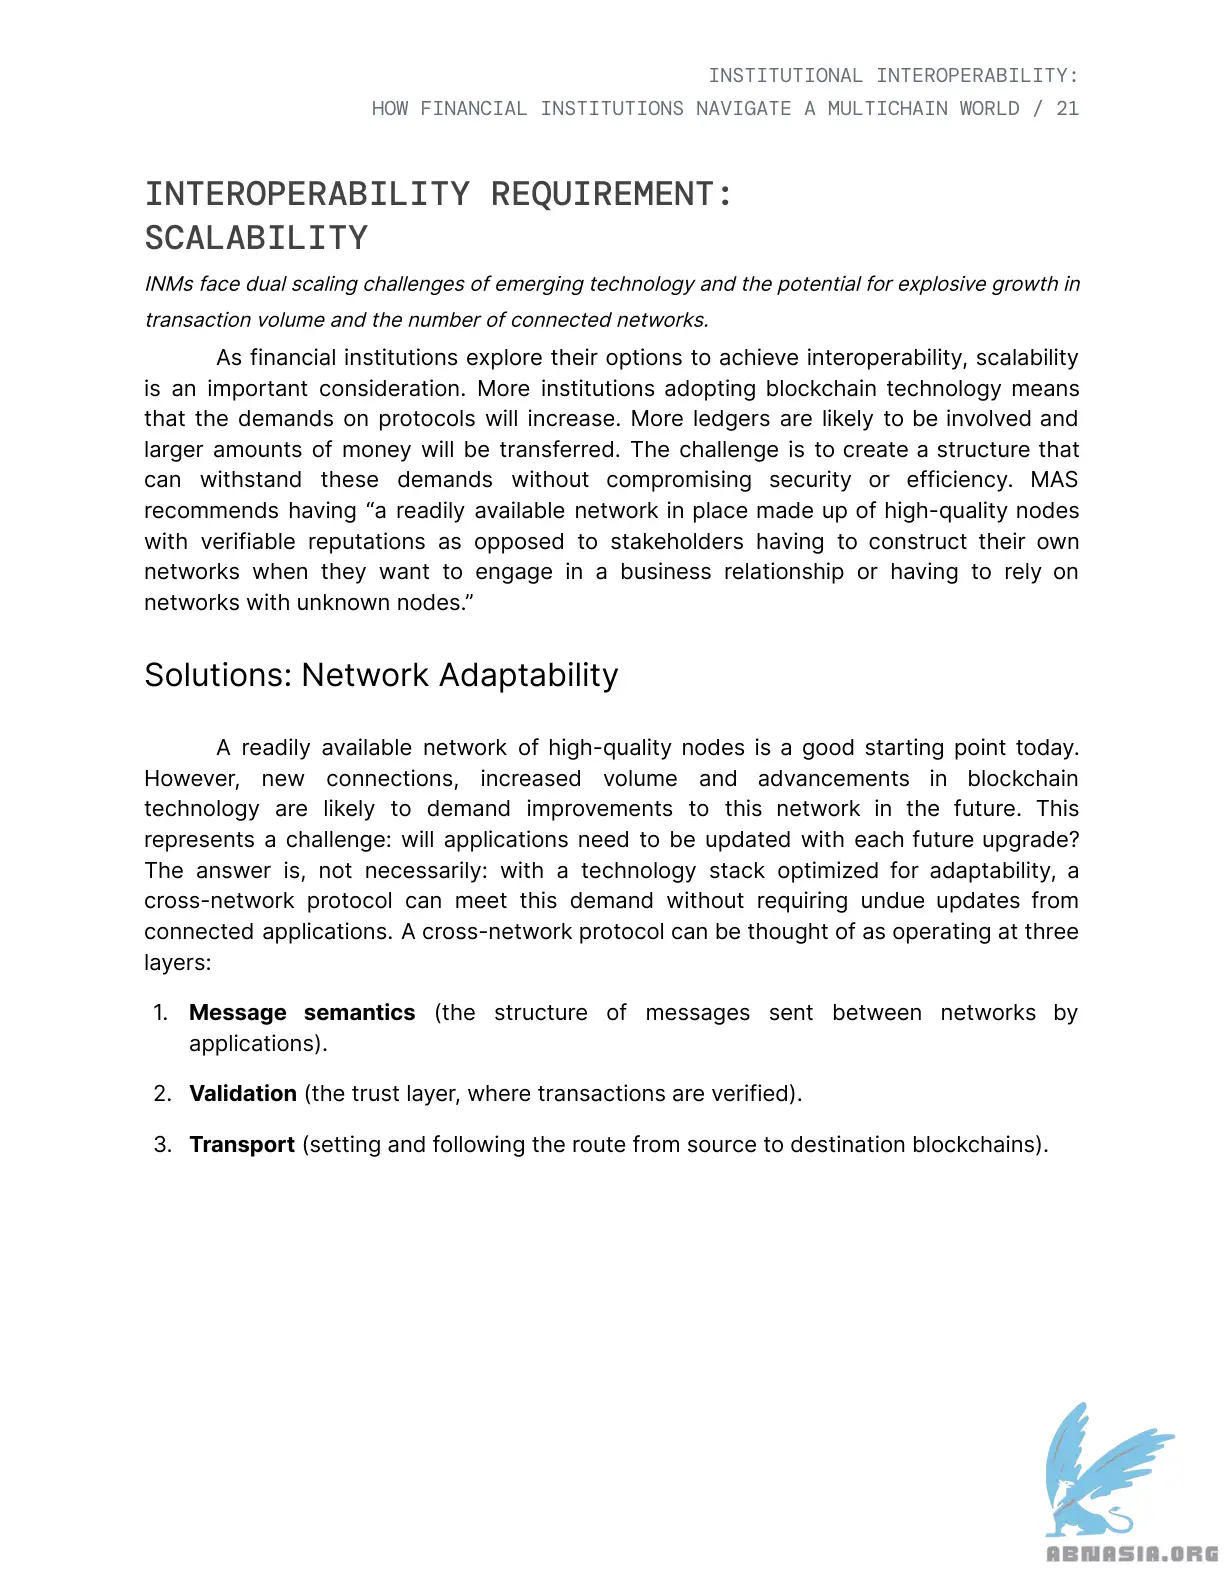 INSTITUTIONAL INTEROPERABILITY:
HOW FINANCIAL INSTITUTIONS NAVIGATE A MULTICHAIN WORLD / 21
INTEROPERABILITY REQUIREMENT:
SCALABILITY
INMs face dual scaling challenges of emerging technology and the potential for explosive growth in
transaction volume and the number of connected networks.
As financial institutions explore their options to achieve interoperability, scalability
is an important consideration. More institutions adopting blockchain technology means
that the demands on protocols will increase. More ledgers are likely to be involved and
larger amounts of money will be transferred. The challenge is to create a structure that
can withstand these demands without compromising security or efficiency. MAS
recommends having “a readily available network in place made up of high-quality nodes
with verifiable reputations as opposed to stakeholders having to construct their own
networks when they want to engage in a business relationship or having to rely on
networks with unknown nodes.”
Solutions: Network Adaptability
A readily available network of high-quality nodes is a good starting point today.
However, new connections, increased volume and advancements in blockchain
technology are likely to demand improvements to this network in the future. This
represents a challenge: will applications need to be updated with each future upgrade?
The answer is, not necessarily: with a technology stack optimized for adaptability, a
cross-network protocol can meet this demand without requiring undue updates from
connected applications. A cross-network protocol can be thought of as operating at three
layers:
1. Message semantics (the structure of messages sent between networks by
applications).
2. Validation (the trust layer, where transactions are verified).
3. Transport (setting and following the route from source to destination blockchains).
ABNASIA.ORG